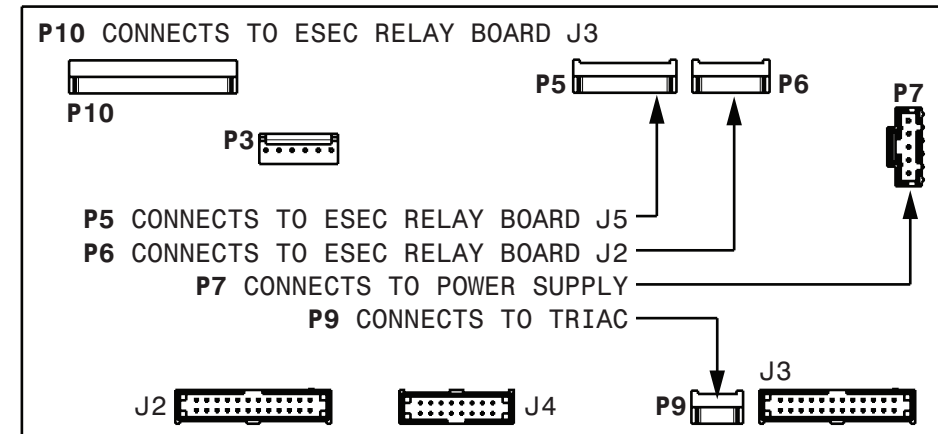 P10 CONNECTS TO ESEC RELAY BOARD J3
P5
P6
P7
P10
P3
P5 CONNECTS TO ESEC RELAY BOARD J5
P6 CONNECTS TO ESEC RELAY BOARD J2
P7 CONNECTS TO POWER SUPPLY
P9 CONNECTS TO TRIAC
J3
J2
J4
P9